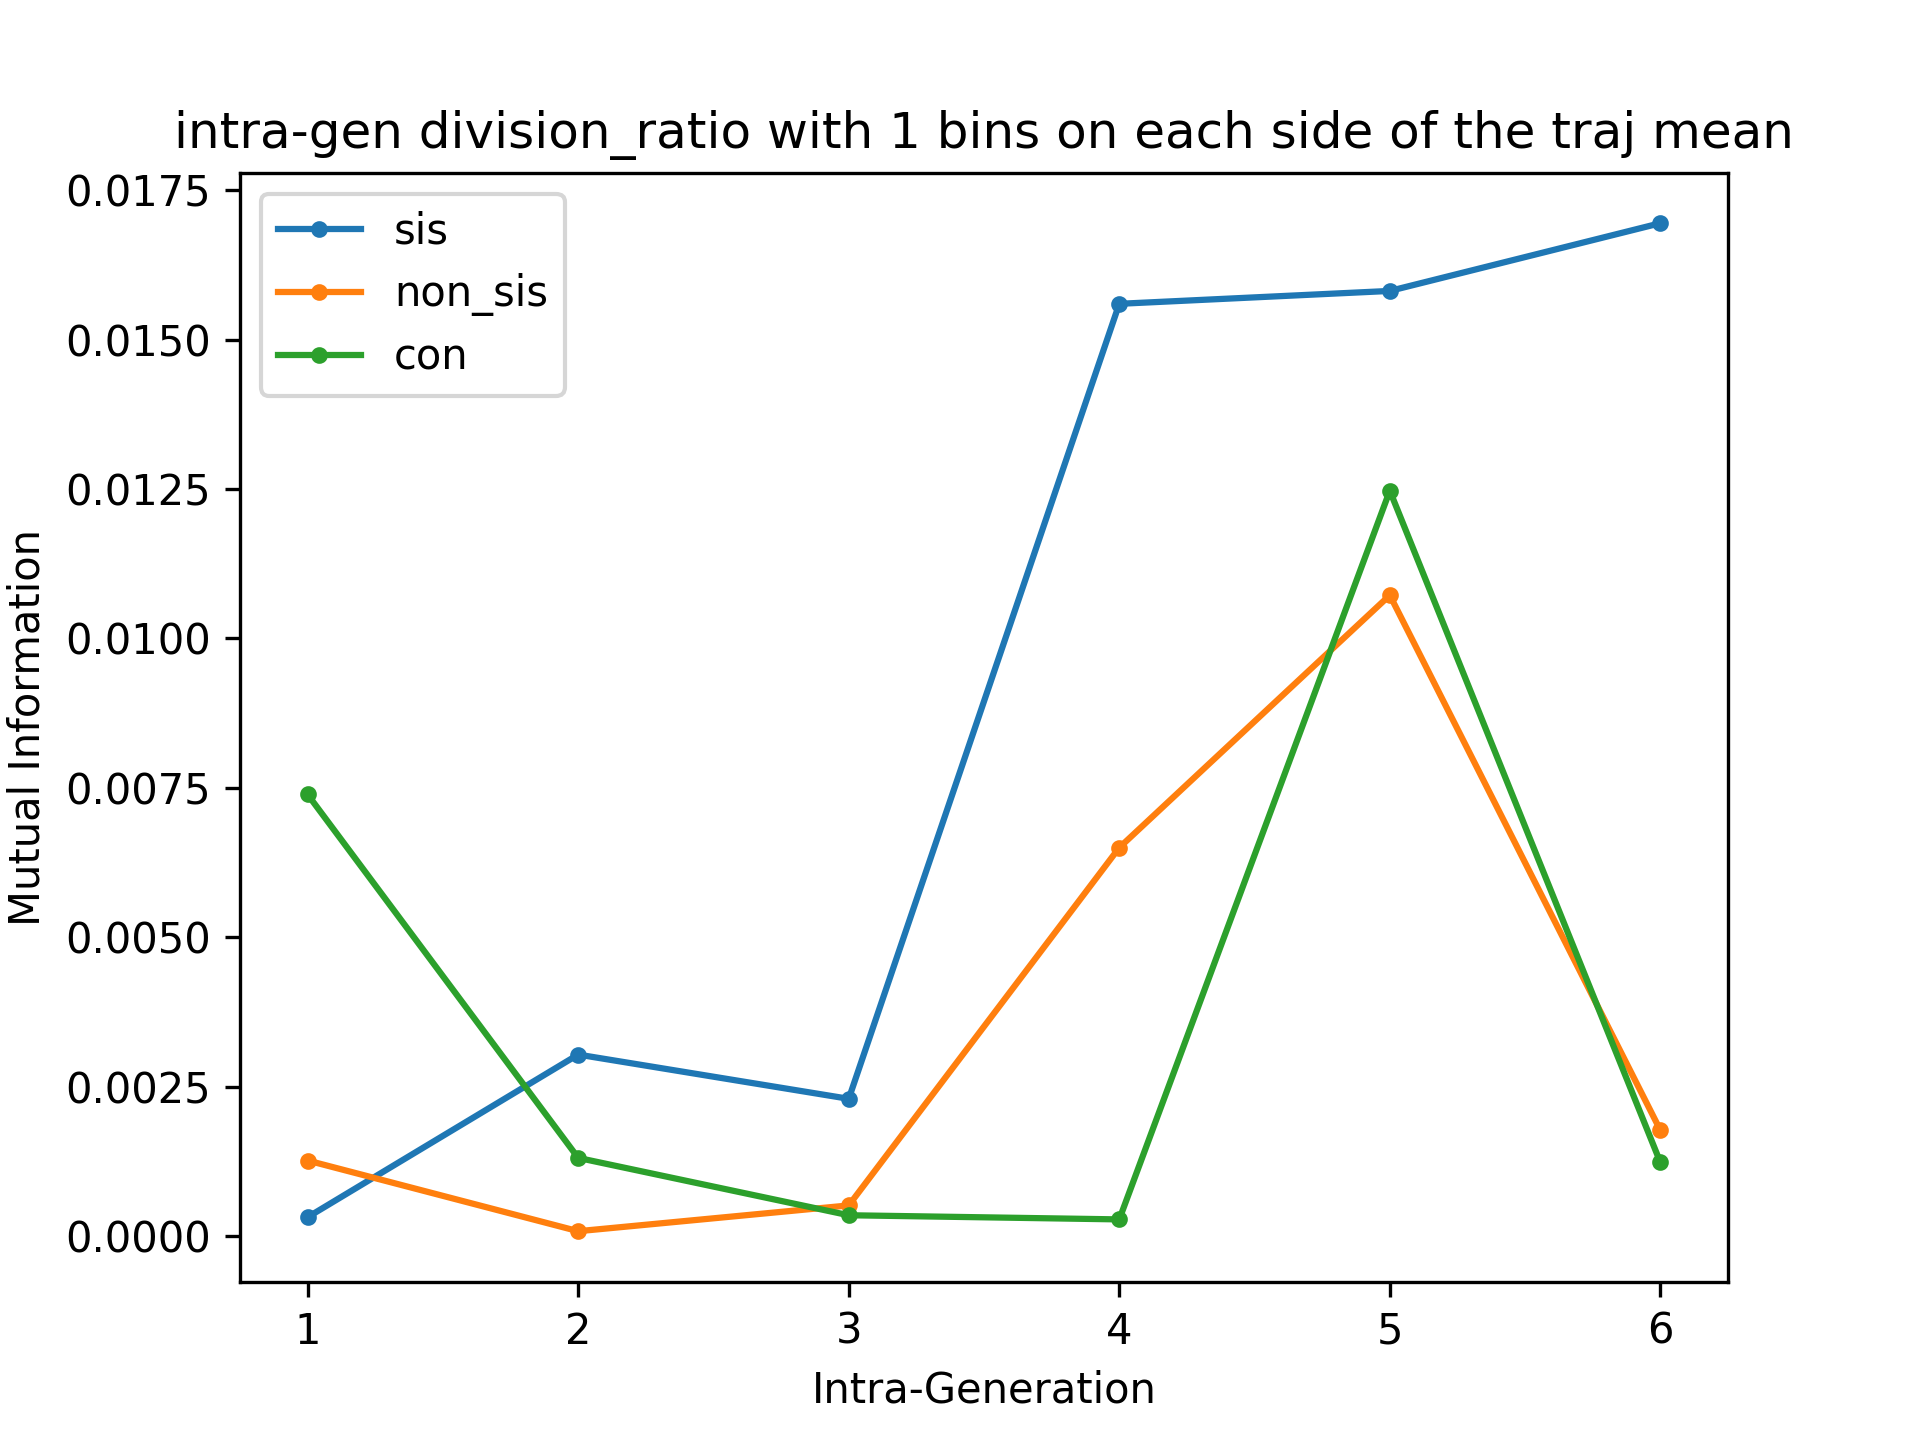 intra-gen division_ratio with 1 bins on each side of the traj mean
sis
non_sis
con
0.0175
0.0150
0.0125
0.0100
0.0075
0.0050
0.0025
0.0000
Mutual Information
1 2 3 4 5 6
Intra-Generation